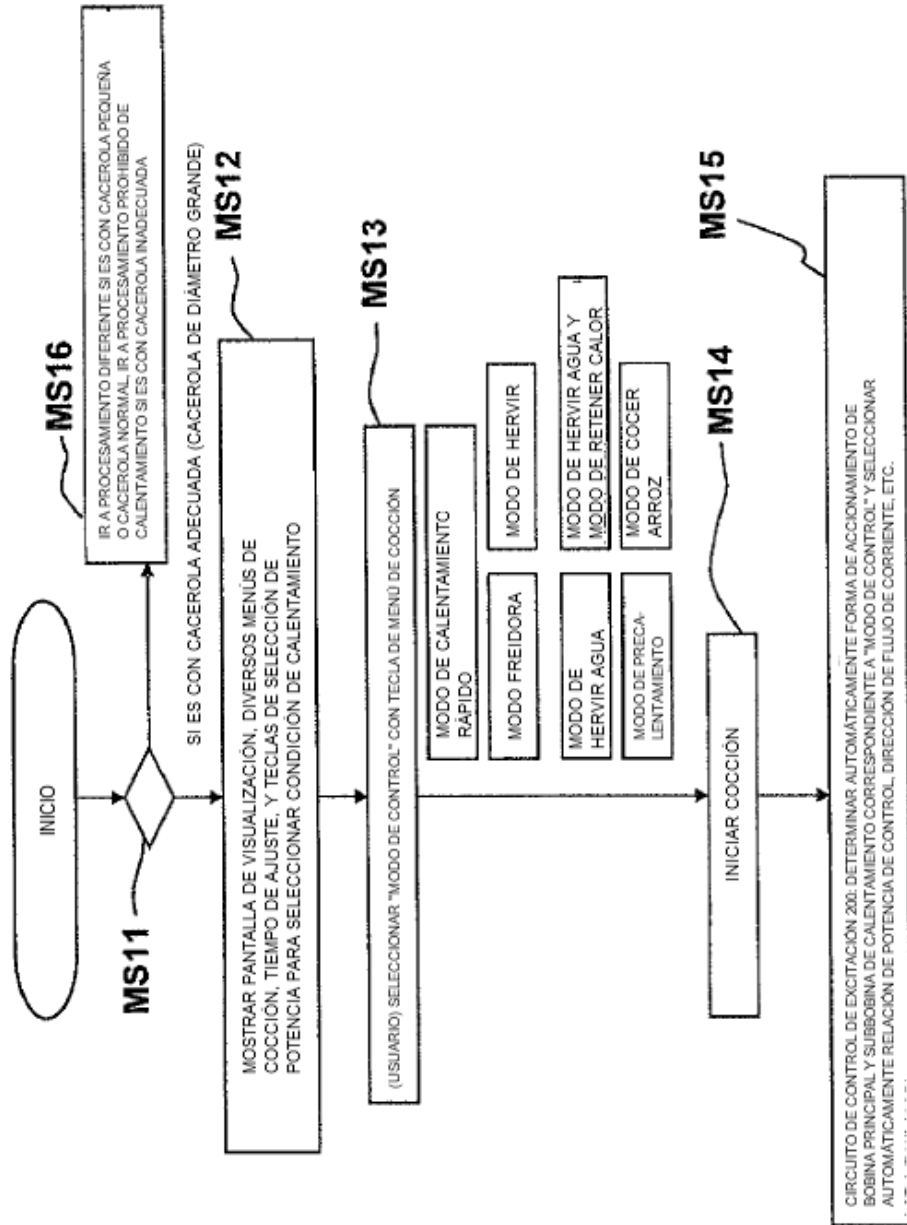 INICIO
MS11
MS16
IR A PROCESAMIENTO DIFERENTE SI ES CON CACEROLA PEQUEÑA
O CACEROLA NORMAL, IR A PROCESAMIENTO PROHIBIDO DE
CALENTAMIENTO SI ES CON CACEROLA INADECUADA
SI ES CON CACEROLA ADECUADA (CACEROLA DE DIÁMETRO GRANDE)
MS12
MOSTRAR PANTALLA DE VISUALIZACIÓN, DIVERSOS MENÚS DE
COCCIÓN, TIEMPO DE AJUSTE, Y TECLAS DE SELECCIÓN DE
POTENCIA PARA SELECCIONAR CONDICIÓN DE CALENTAMIENTO
MS13
(USUARIO) SELECCIONAR "MODO DE CONTROL" CON TECLA DE MENÚ DE COCCIÓN
MODO DE CALENTAMIENTO
RÁPIDO
MODO FREIDORA
MODO DE HERVIR
MODO DE
HERVIR AGUA
MODO DE HERVIR AGUA Y
MODO DE RETENER CALOR
MODO DE PRECA-
LENTAMIENTO
MODO DE COCER
ARROZ
MS14
INICIAR COCCIÓN
MS15
CIRCUITO DE CONTROL DE EXCITACIÓN 200: DETERMINAR AUTOMÁTICAMENTE FORMA DE ACCIONAMIENTO DE
BOBINA PRINCIPAL Y SUBBOBINA DE CALENTAMIENTO CORRESPONDIENTE A "MODO DE CONTROL" Y SELECCIONAR
AUTOMÁTICAMENTE RELACIÓN DE POTENCIA DE CONTROL, DIRECCIÓN DE FLUJO DE CORRIENTE, ETC.